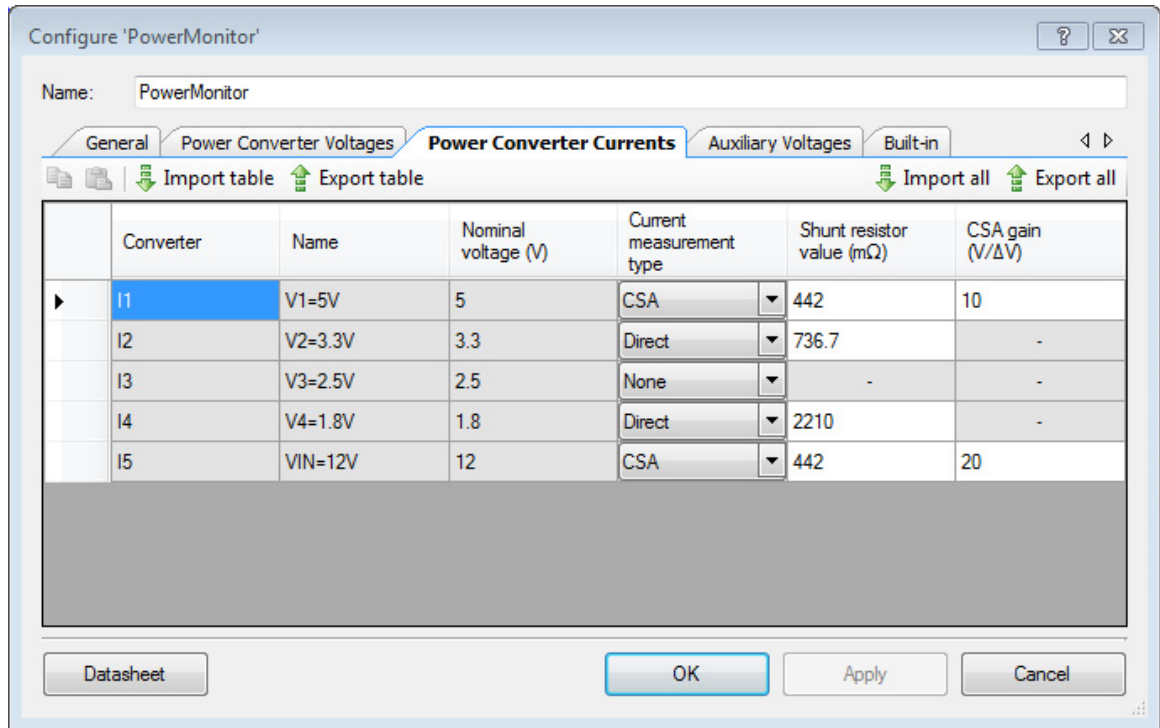 Configure 'PowerMonitor'
Name: PowerMonitor
General Power Converter Voltages Power Converter Currents Auxiliary Voltages Built-in
Import table Export table Import all Export all
Converter Name Nominal voltage (V) Current measurement type Shunt resistor value (mΩ) CSA gain (V/ΔV)
I1 V1=5V 5 CSA 442 10
I2 V2=3.3V 3.3 Direct 736.7 -
I3 V3=2.5V 2.5 None - -
I4 V4=1.8V 1.8 Direct 2210 -
I5 VIN=12V 12 CSA 442 20
Datasheet OK Apply Cancel